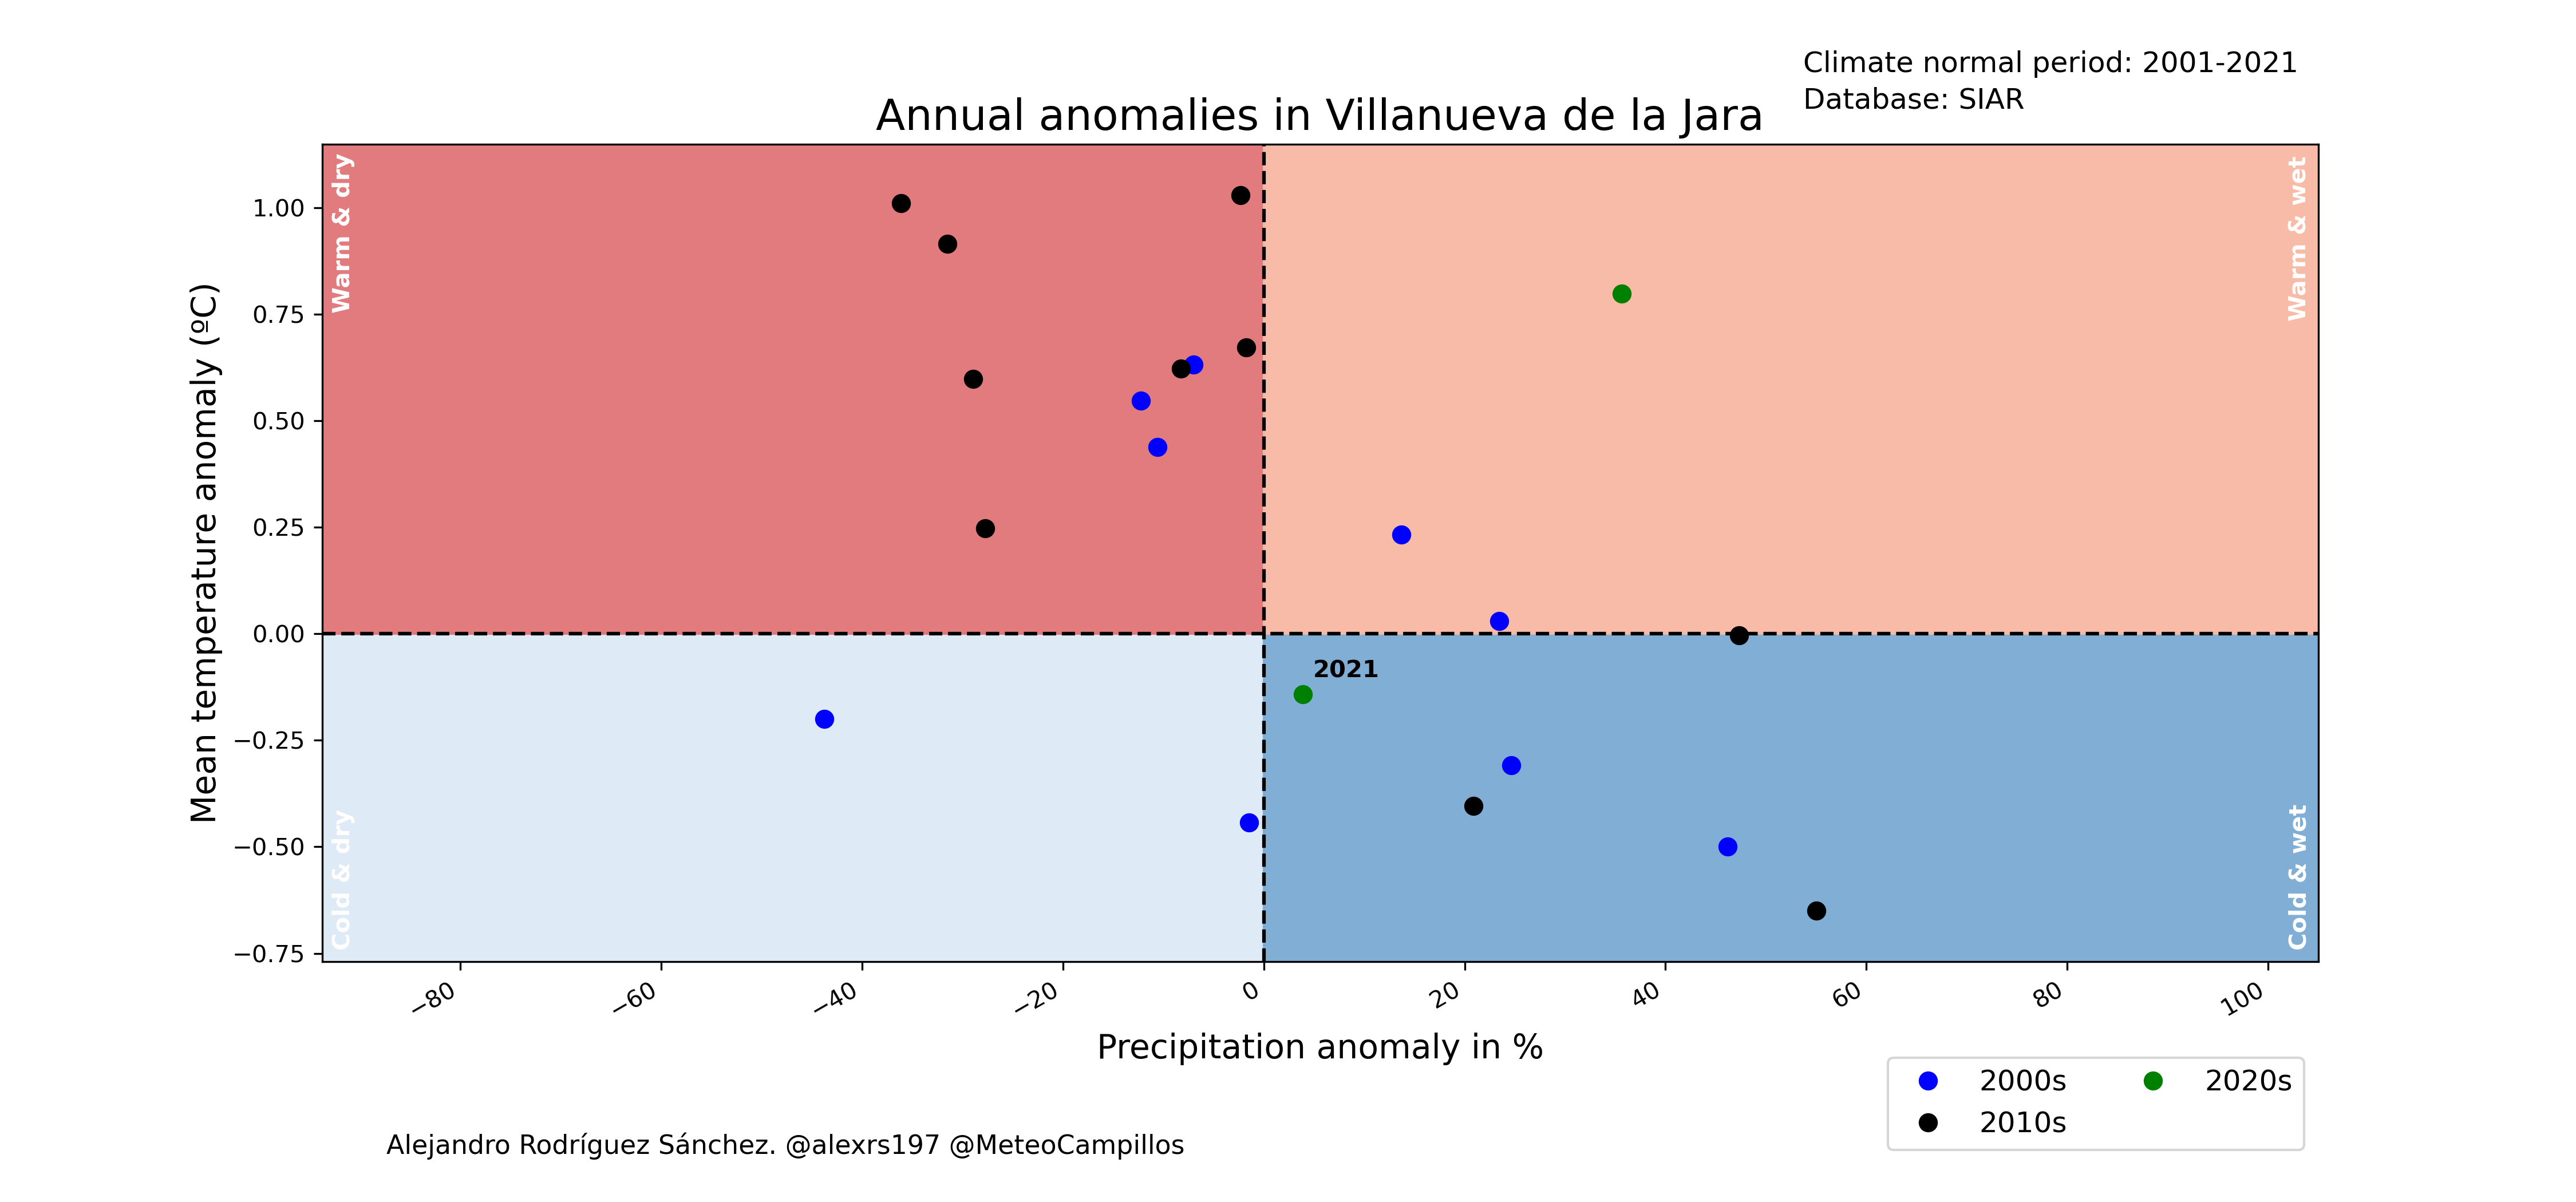 Climate normal period: 2001-2021
Database: SIAR
Annual anomalies in Villanueva de la Jara
Warm & dry
Warm & wet
Mean temperature anomaly (ºC)
1.00
0.75
0.50
0.25
0.00
−0.25
−0.50
−0.75
2021
Cold & dry
Cold & wet
−80
−60
−40
−20
0
20
40
60
80
100
Precipitation anomaly in %
2000s
2010s
2020s
Alejandro Rodríguez Sánchez. @alexrs197 @MeteoCampillos